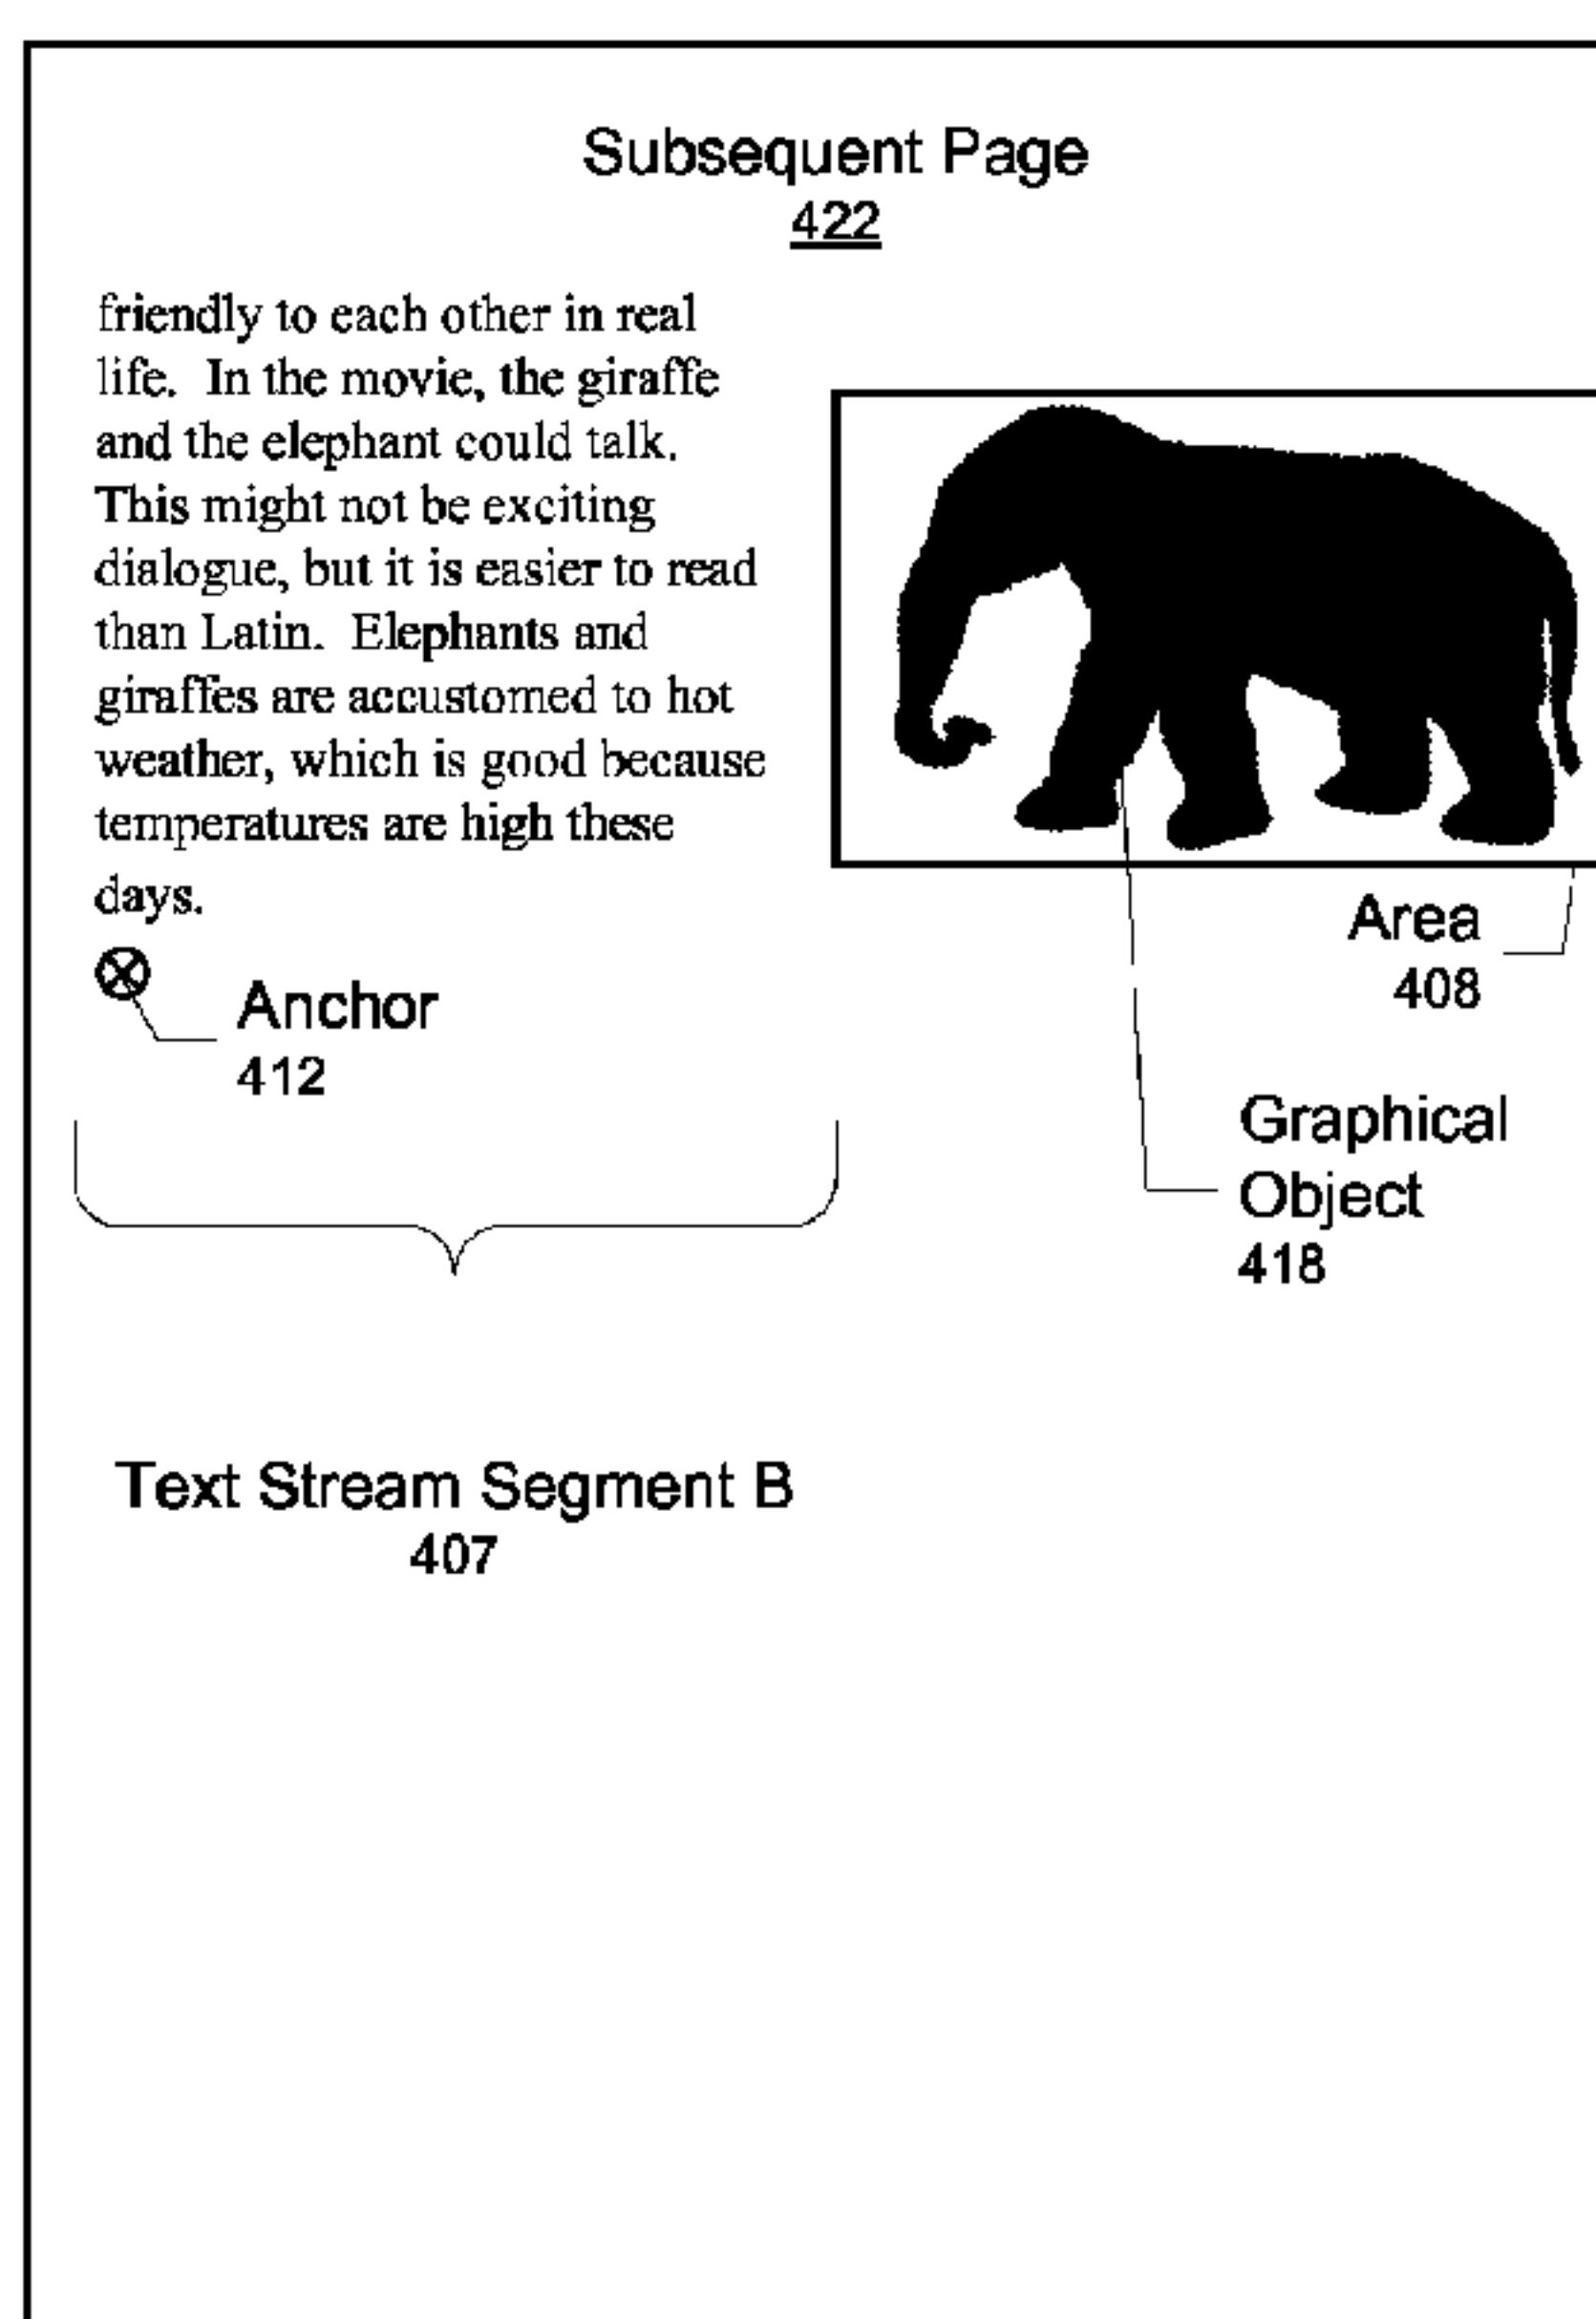 Subsequent Page
422
friendly to each other in real
life.  In the movie, the giraffe
and the elephant could talk.
This might not be exciting
dialogue, but it is easier to read
than Latin.  Elephants and
giraffes are accustomed to hot
weather, which is good because
temperatures are high these
days.
Anchor
412
Area
408
Graphical
Object
418
Text Stream Segment B
407